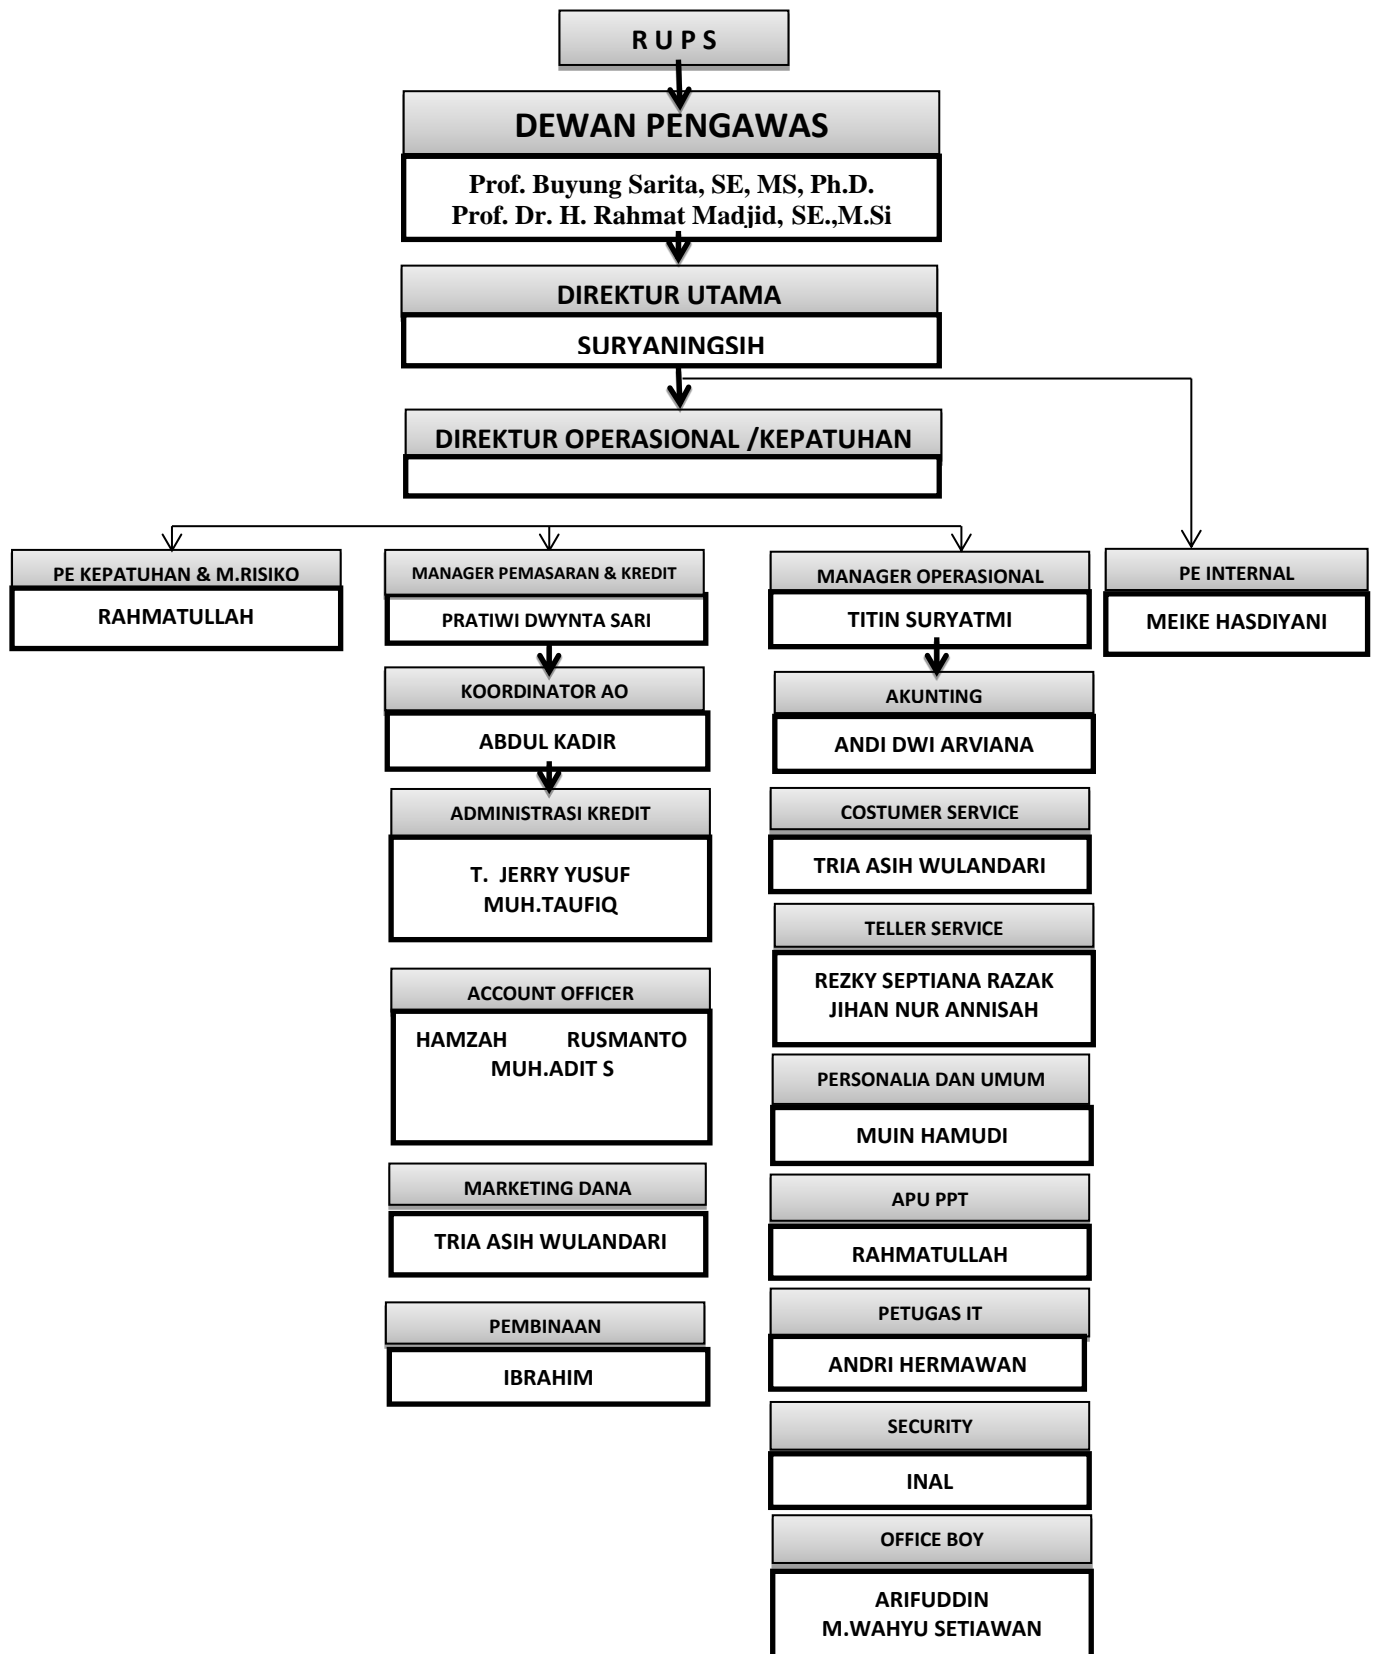 R U P S
DEWAN PENGAWAS
Prof. Buyung Sarita, SE, MS, Ph.D.
Prof. Dr. H. Rahmat Madjid, SE.,M.Si
DIREKTUR UTAMA
SURYANINGSIH
DIREKTUR OPERASIONAL /KEPATUHAN
PE KEPATUHAN & M.RISIKO
RAHMATULLAH
MANAGER PEMASARAN & KREDIT
PRATIWI DWYNTA SARI
KOORDINATOR AO
ABDUL KADIR
ADMINISTRASI KREDIT
T. JERRY YUSUF
MUH.TAUFIQ
ACCOUNT OFFICER
HAMZAH RUSMANTO
MUH.ADIT S
MARKETING DANA
TRIA ASIH WULANDARI
PEMBINAAN
IBRAHIM
MANAGER OPERASIONAL
TITIN SURYATMI
AKUNTING
ANDI DWI ARVIANA
COSTUMER SERVICE
TRIA ASIH WULANDARI
TELLER SERVICE
REZKY SEPTIANA RAZAK
JIHAN NUR ANNISAH
PERSONALIA DAN UMUM
MUIN HAMUDI
APU PPT
RAHMATULLAH
PETUGAS IT
ANDRI HERMAWAN
SECURITY
INAL
OFFICE BOY
ARIFUDDIN
M.WAHYU SETIAWAN
PE INTERNAL
MEIKE HASDIYANI